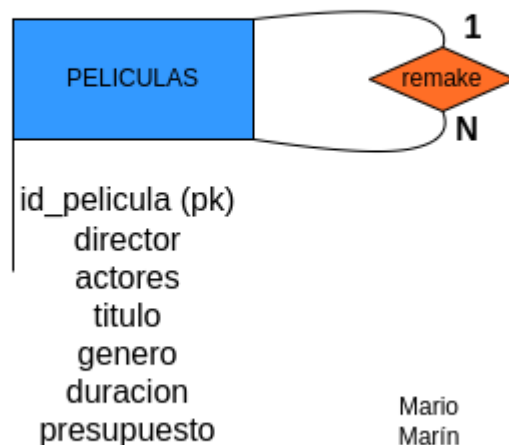 1
PELICULAS
remake
N
id_pelicula (pk)
director
actores
titulo
genero
duracion
presupuesto
Mario
Marín